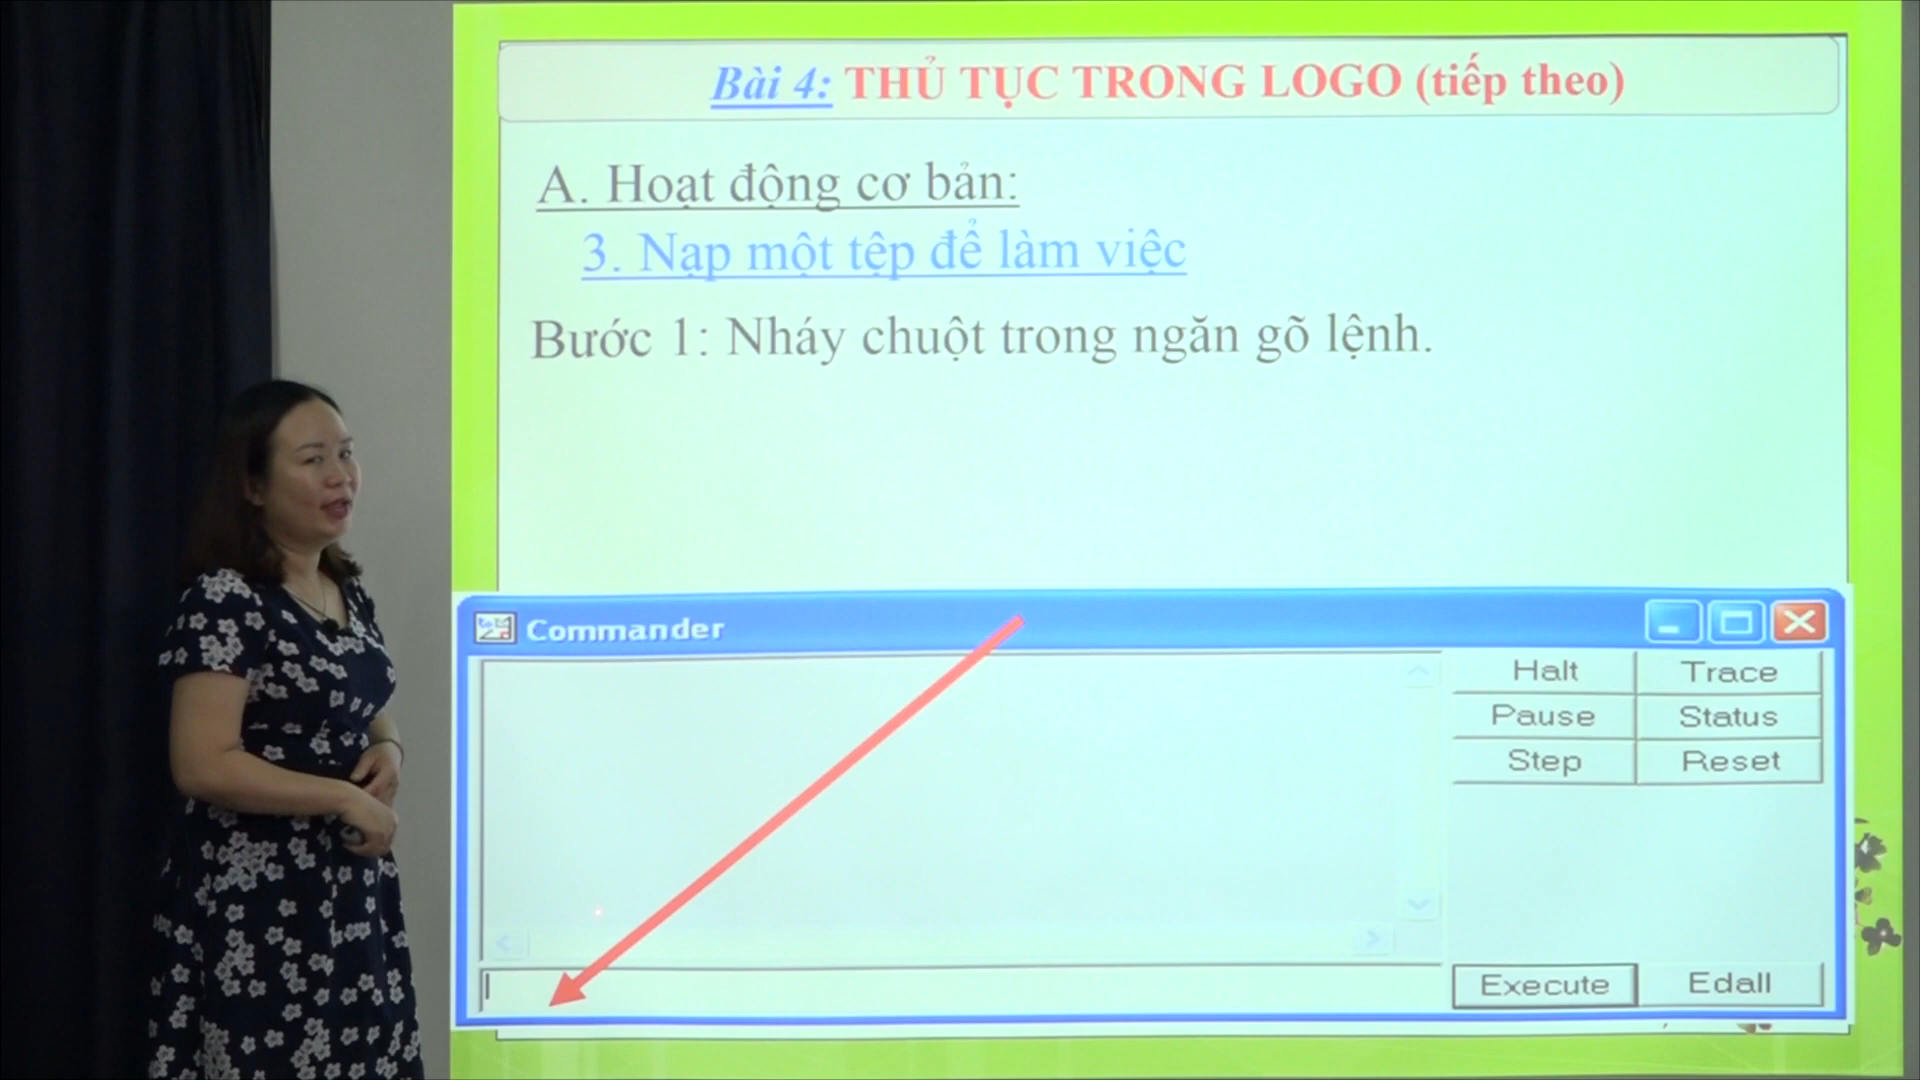 Bài 4: THỦ TỤC TRONG LOGO (tiếp theo)
A. Hoạt động cơ bản:
3. Nạp một tệp để làm việc
Bước 1: Nháy chuột trong ngăn gõ lệnh.
Commander
Halt Trace
Pause Status
Step Reset
Execute Edall